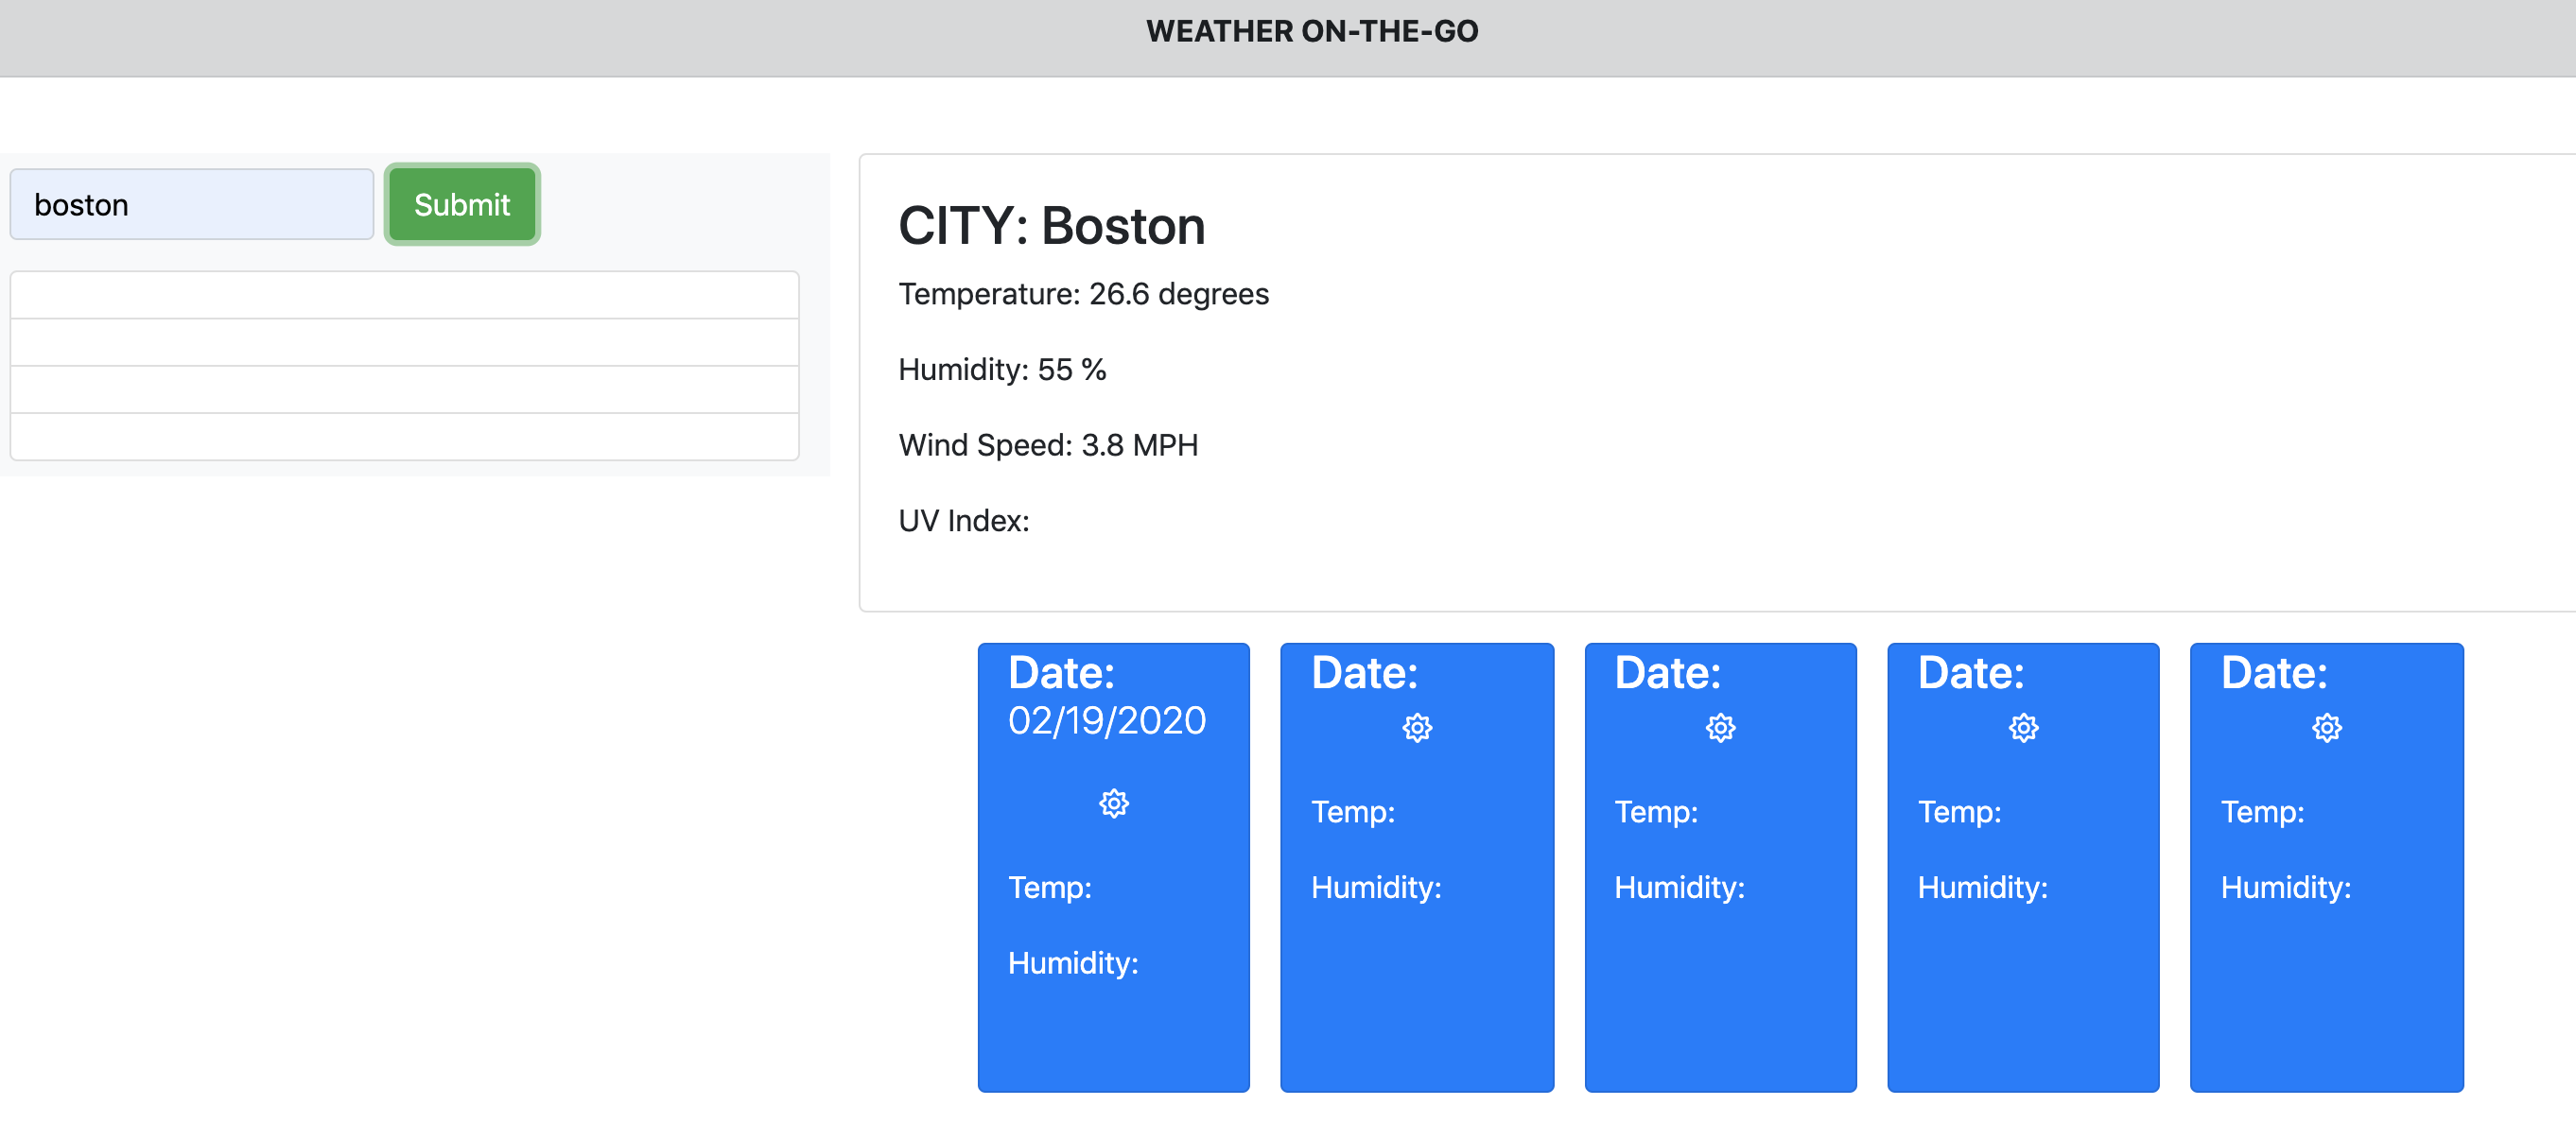 WEATHER ON-THE-GO
boston
Submit
CITY: Boston
Temperature: 26.6 degrees
Humidity: 55 %
Wind Speed: 3.8 MPH
UV Index:
Date:
02/19/2020
Temp:
Humidity:
Date:
Temp:
Humidity:
Date:
Temp:
Humidity:
Date:
Temp:
Humidity:
Date:
Temp:
Humidity: